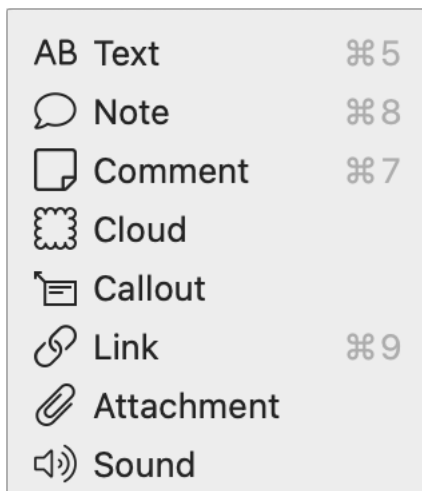 AB Text ⌘5
Note ⌘8
Comment ⌘7
Cloud
Callout
Link ⌘9
Attachment
Sound